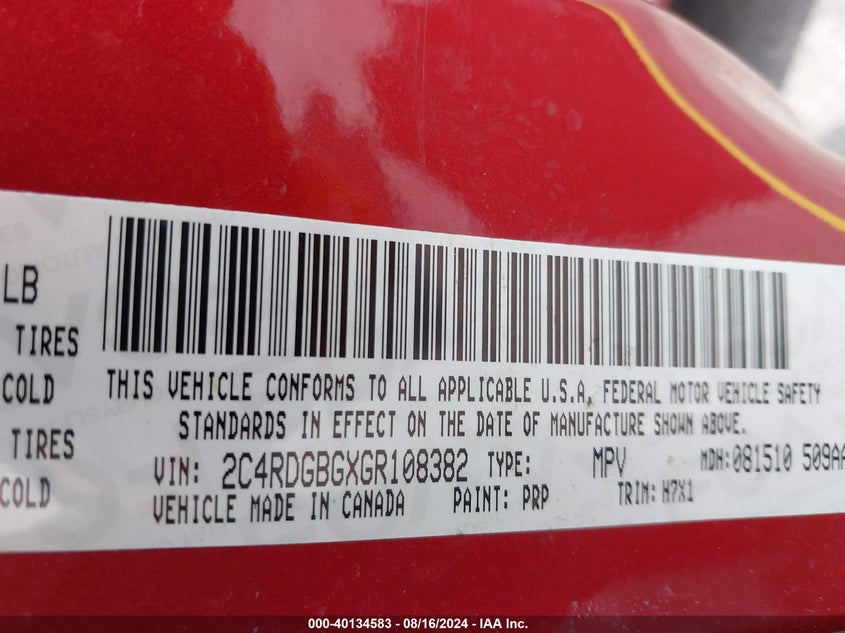 LB
TIRES
COLD
TIRES
COLD
THIS VEHICLE CONFORMS TO ALL APPLICABLE U.S.A. FEDERAL MOTOR VEHICLE SAFETY
STANDARDS IN EFFECT ON THE DATE OF MANUFACTURE SHOWN ABOVE.
VIN: 2C4RDGBGXGR108382 TYPE: MPV MDH:081510 509AA
VEHICLE MADE IN CANADA PAINT: PRP TRIM: H7X1
000-40134583 - 08/16/2024 - IAA Inc.